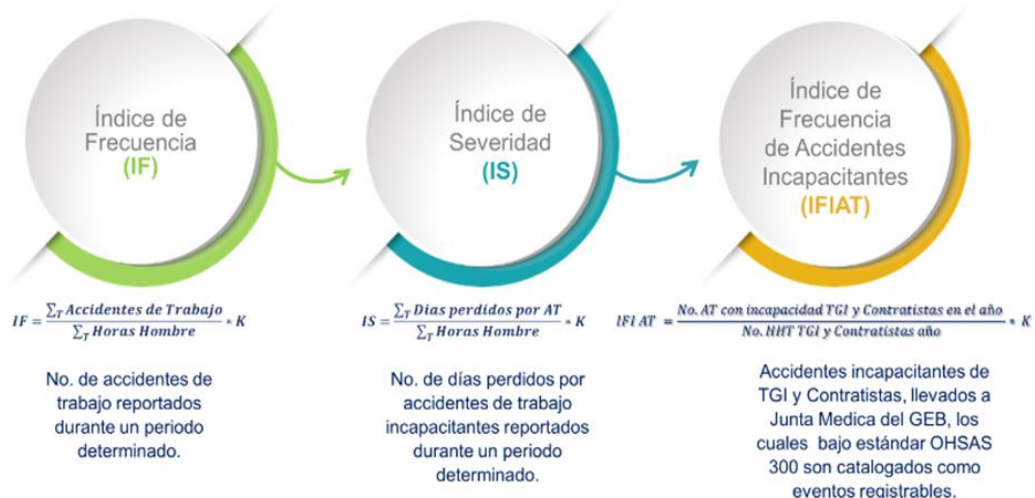 Índice de
Frecuencia
(IF)
IF = ∑T Accidentes de Trabajo / ∑T Horas Hombre * K
No. de accidentes de
trabajo reportados
durante un periodo
determinado.
Índice de
Severidad
(IS)
IS = ∑T Dias perdidos por AT / ∑T Horas Hombre * K
No. de días perdidos por
accidentes de trabajo
incapacitantes reportados
durante un periodo
determinado.
Índice de
Frecuencia
de Accidentes
Incapacitantes
(IFIAT)
IFI AT = No. AT con incapacidad TGI y Contratistas en el año / No. HHT TGI y Contratistas año * K
Accidentes incapacitantes de
TGI y Contratistas, llevados a
Junta Medica del GEB, los
cuales bajo estándar OHSAS
300 son catalogados como
eventos registrables.